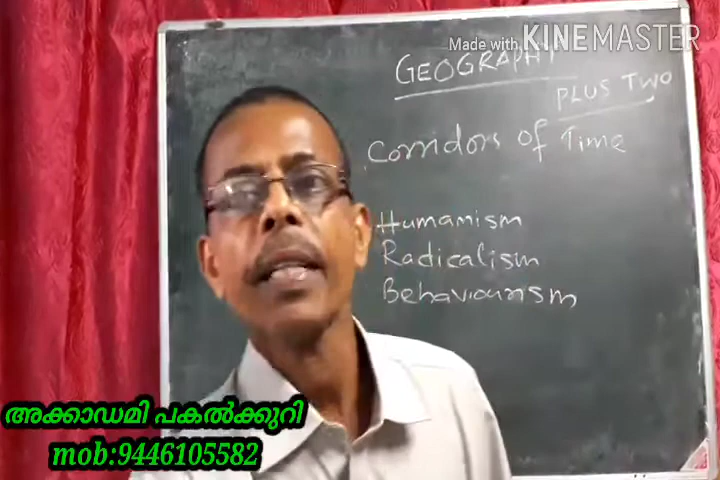 Made with KINEMASTER
GEOGRAPHY
PLUS TWO
Corridors of Time
Humanism
Radicalism
Behaviourism
അക്കാഡമി പകൽക്കുറി
mob:9446105582